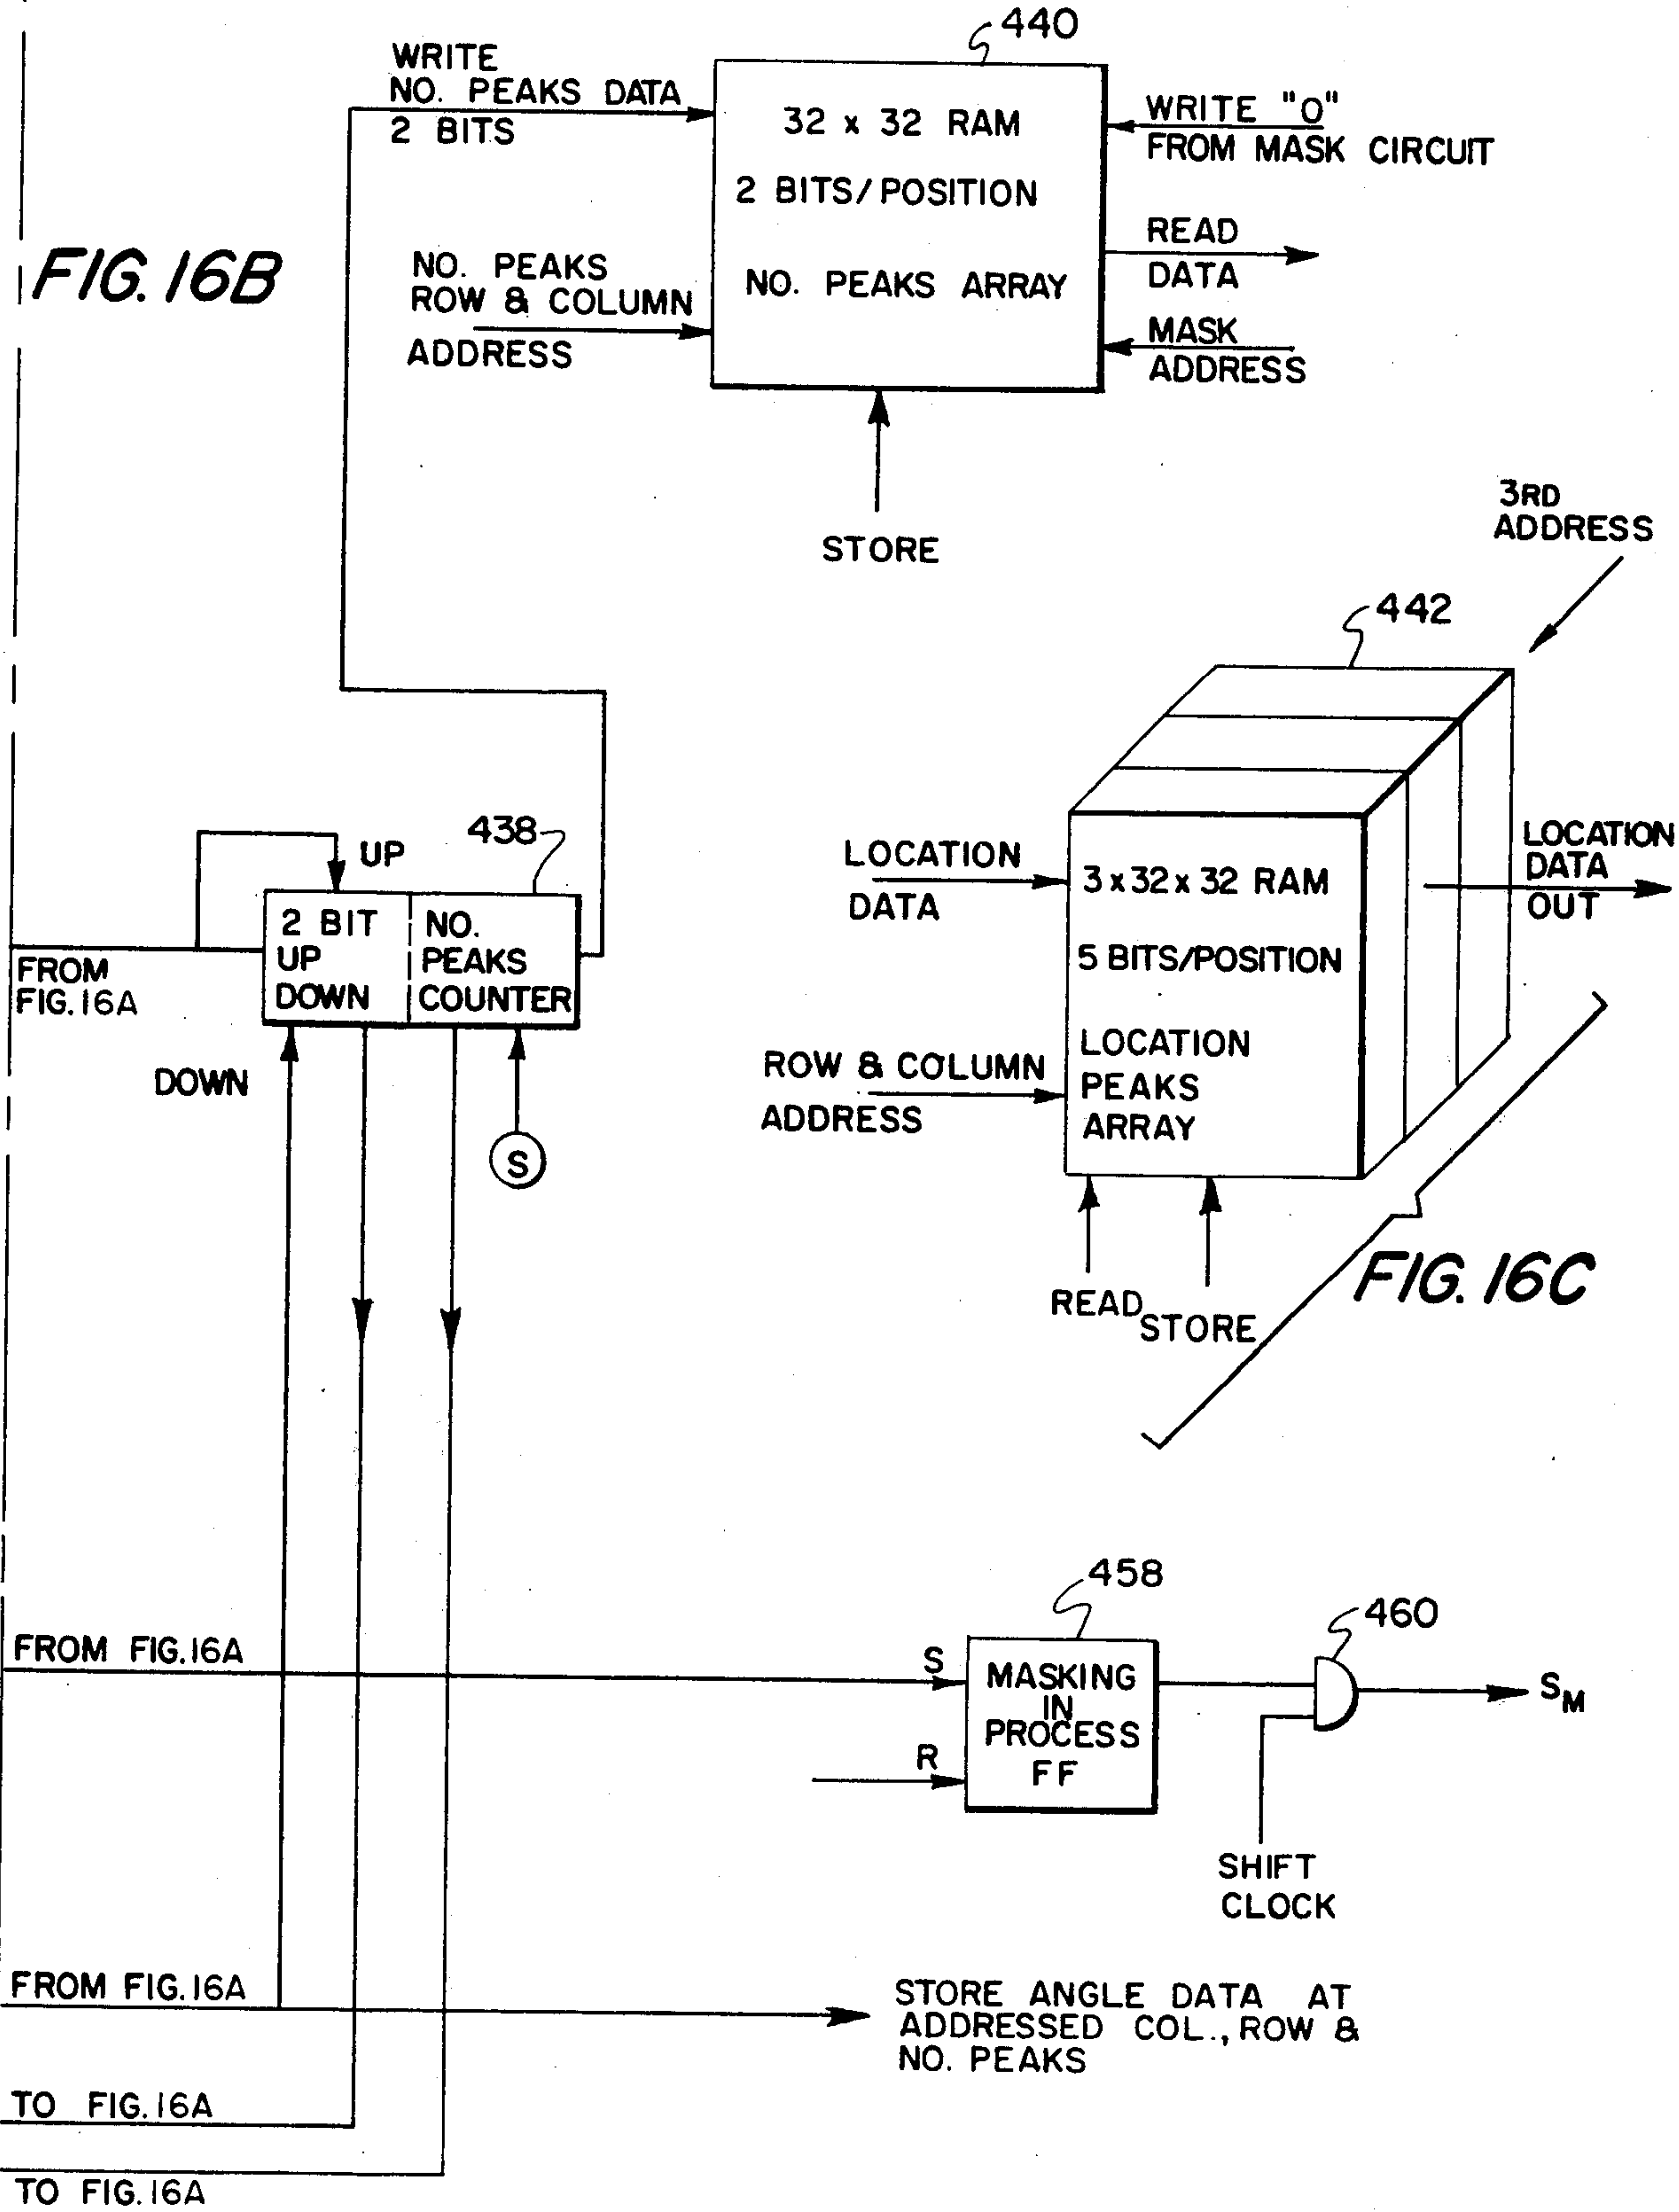 440
WRITE
NO. PEAKS DATA
2 BITS
32 x 32 RAM
2 BITS/POSITION
NO. PEAKS ARRAY
WRITE "0"
FROM MASK CIRCUIT
READ
DATA
MASK
ADDRESS
FIG. 16B
NO. PEAKS
ROW & COLUMN
ADDRESS
STORE
3RD
ADDRESS
442
LOCATION
DATA
3x32x32 RAM
5 BITS/POSITION
LOCATION
PEAKS
ARRAY
LOCATION
DATA
OUT
ROW & COLUMN
ADDRESS
READ
STORE
FIG. 16C
438
UP
2 BIT
UP
DOWN
NO.
PEAKS
COUNTER
FROM
FIG. 16A
DOWN
S
458
460
FROM FIG. 16A
S
R
MASKING
IN
PROCESS
FF
SM
SHIFT
CLOCK
FROM FIG. 16A
STORE ANGLE DATA AT
ADDRESSED COL., ROW &
NO. PEAKS
TO FIG. 16A
TO FIG. 16A